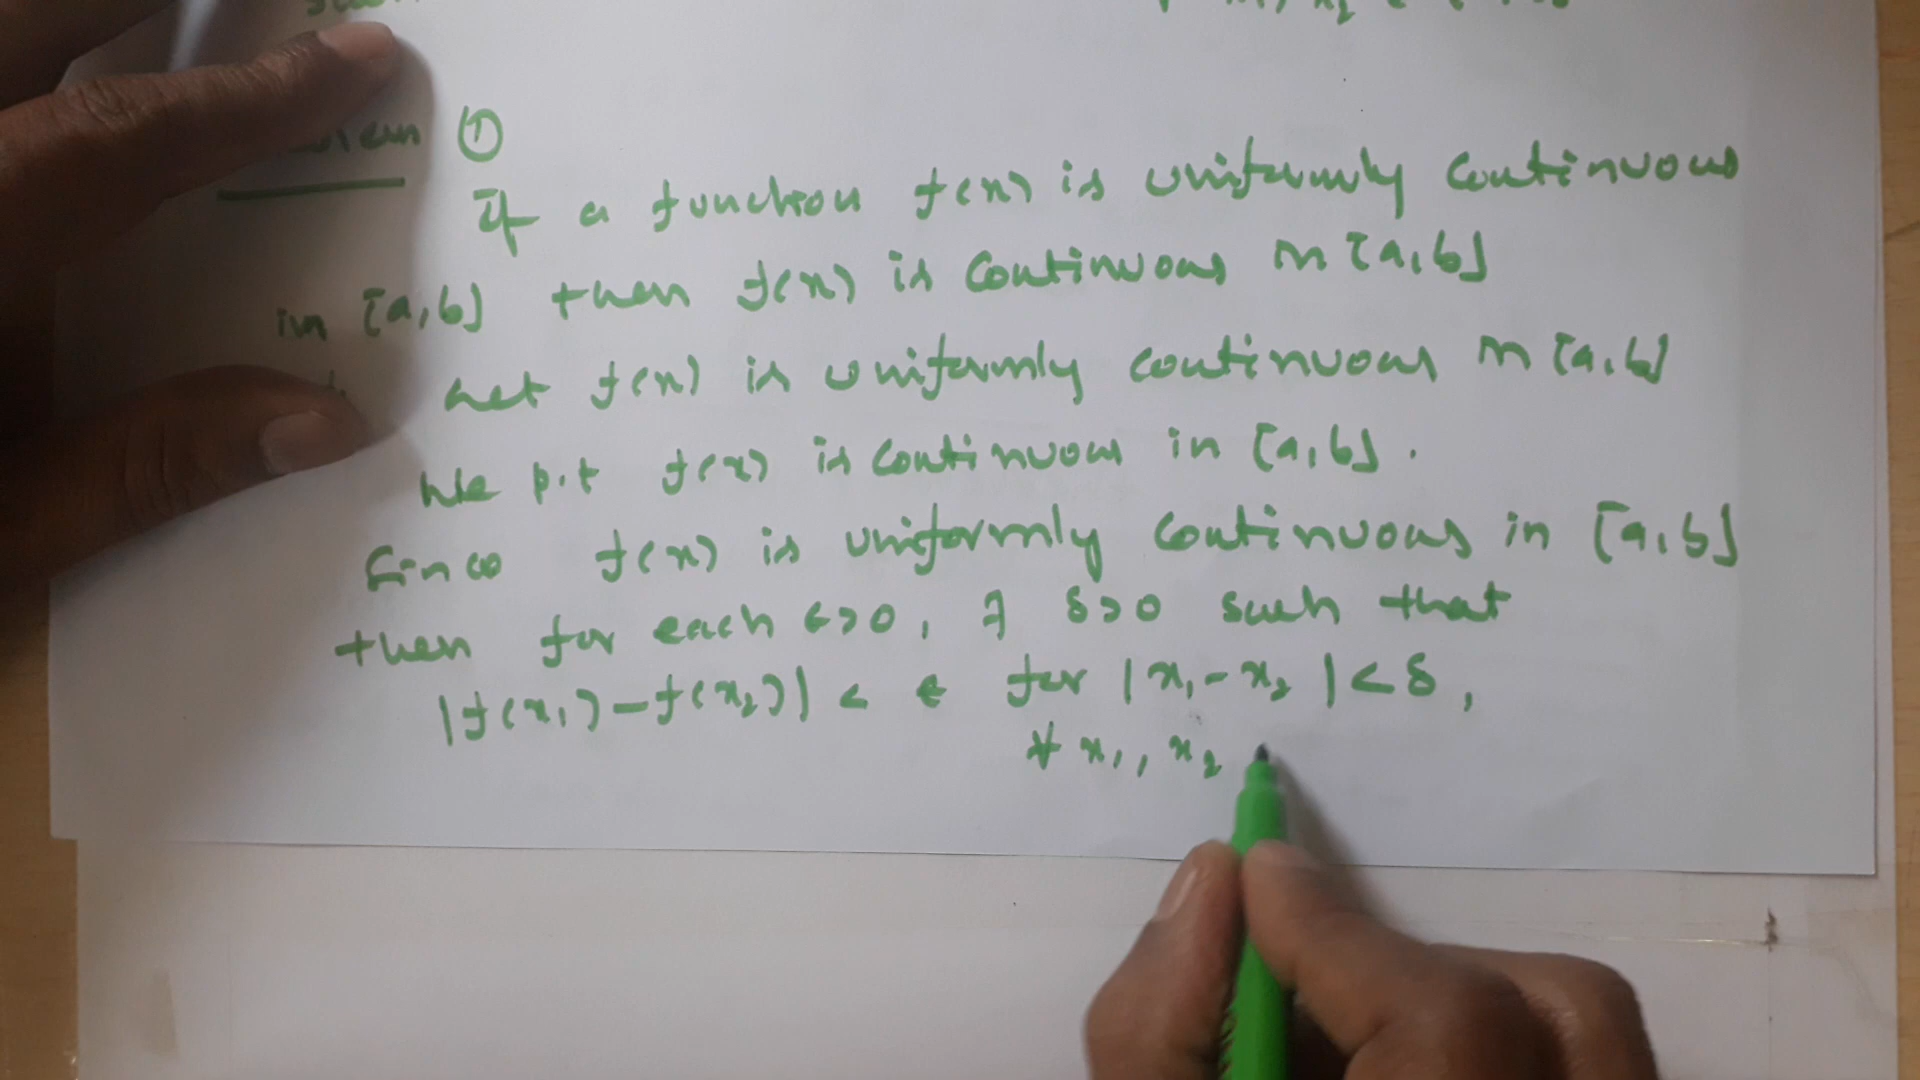 ①
If a function f(x) is uniformly continuous
in [a,b] then f(x) is continuous in [a,b]
Let f(x) is uniformly continuous in [a,b]
We p.t f(x) is continuous in [a,b].
Since f(x) is uniformly continuous in [a,b]
then for each ϵ>0, ∃ δ>0 such that
|f(x₁)-f(x₂)| < ϵ for |x₁-x₂|<δ,
∀ x₁, x₂